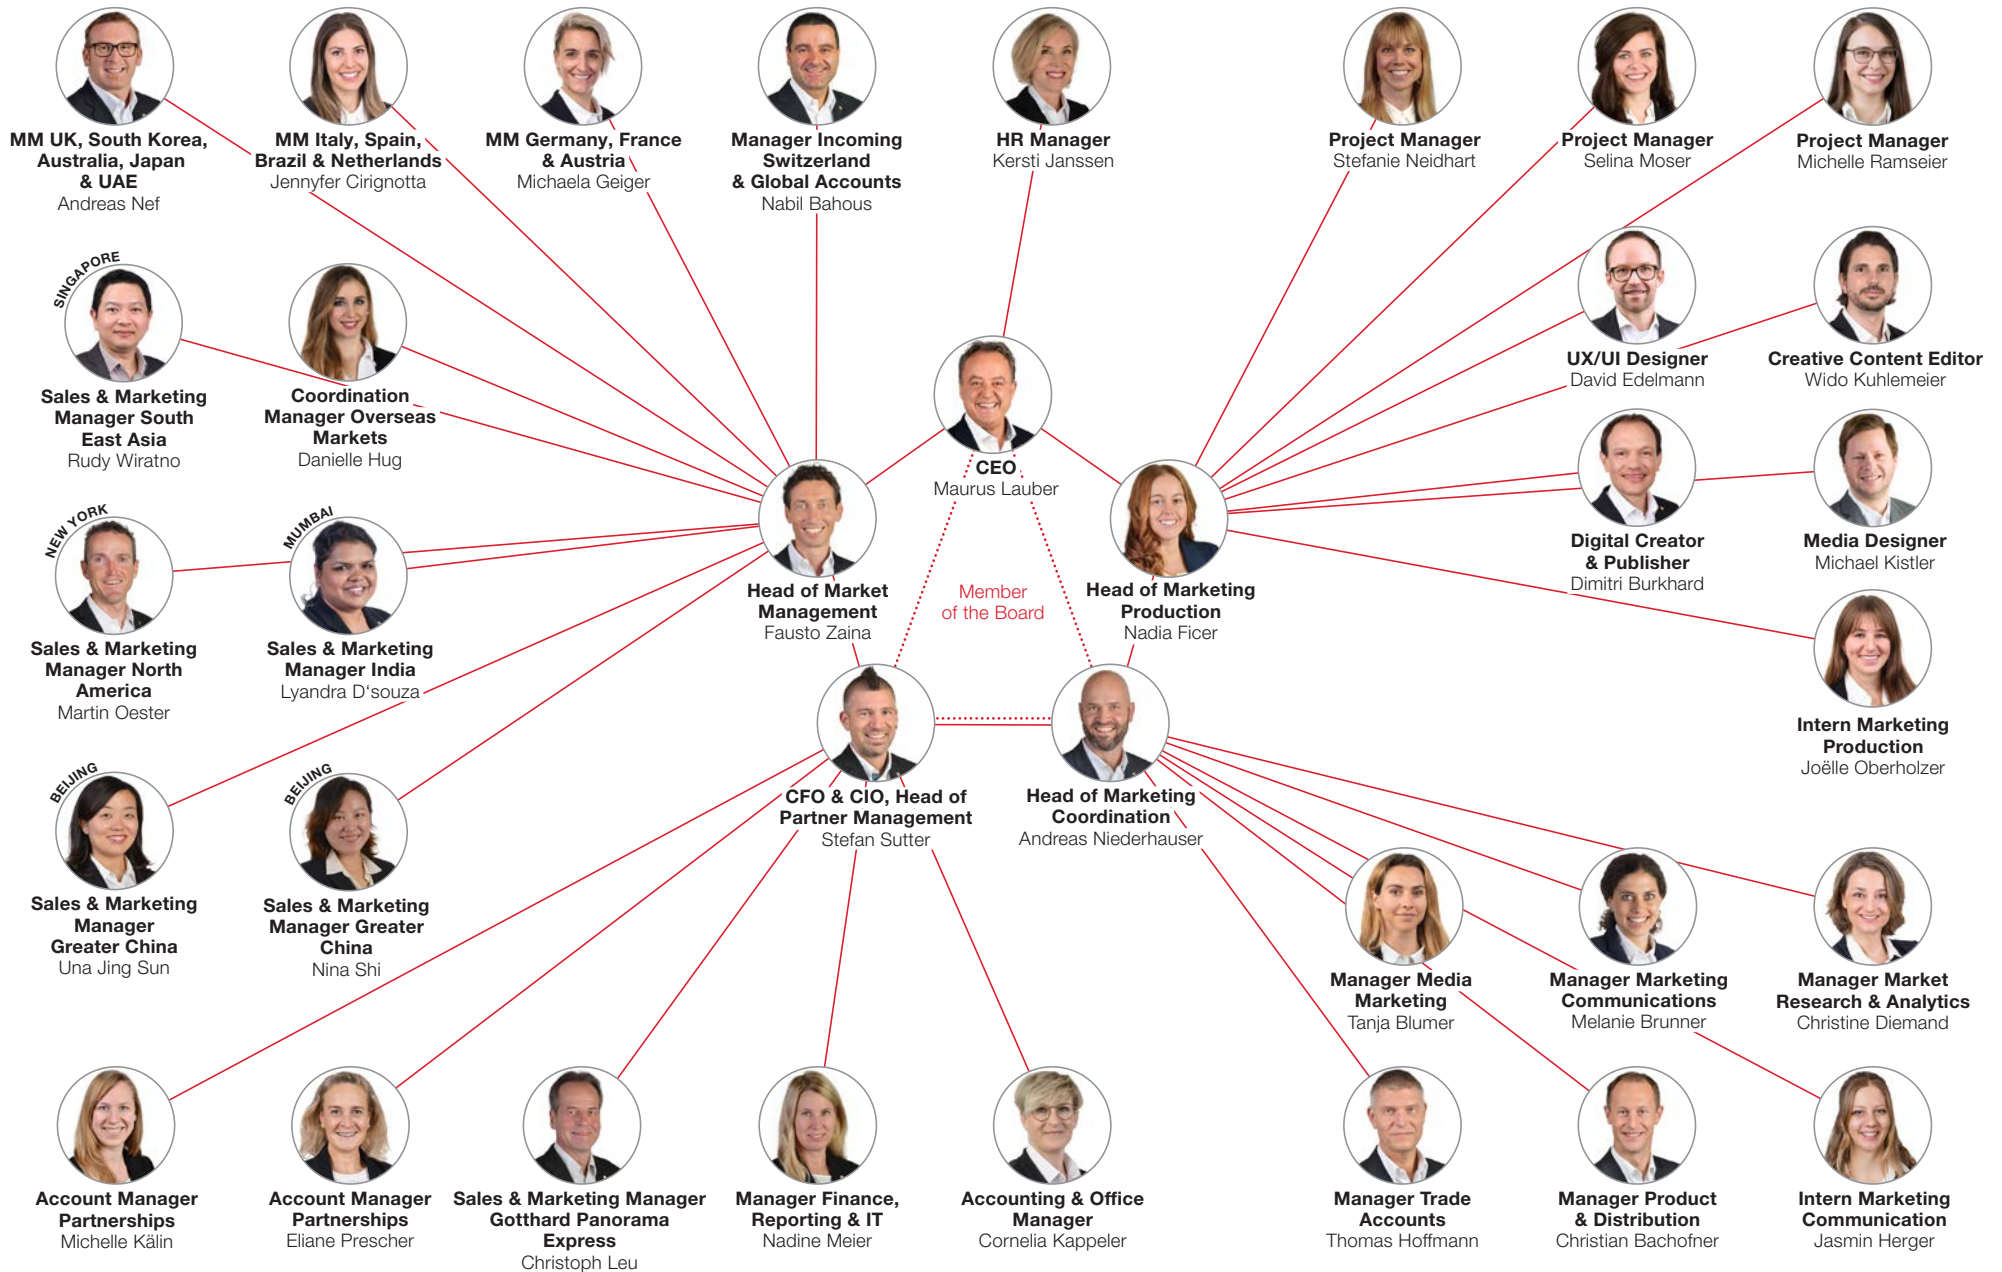 MM UK, South Korea,
Australia, Japan
& UAE
Andreas Nef
MM Italy, Spain,
Brazil & Netherlands
Jennyfer Cirignotta
MM Germany, France
& Austria
Michaela Geiger
Manager Incoming
Switzerland
& Global Accounts
Nabil Bahous
HR Manager
Kersti Janssen
Project Manager
Stefanie Neidhart
Project Manager
Selina Moser
Project Manager
Michelle Ramseier
SINGAPORE
Sales & Marketing
Manager South
East Asia
Rudy Wiratno
Coordination
Manager Overseas
Markets
Danielle Hug
CEO
Maurus Lauber
UX/UI Designer
David Edelmann
Creative Content Editor
Wido Kuhlemeier
NEW YORK
Sales & Marketing
Manager North
America
Martin Oester
MUMBAI
Sales & Marketing
Manager India
Lyandra D‘souza
Head of Market
Management
Fausto Zaina
Member
of the Board
Head of Marketing
Production
Nadia Ficer
Digital Creator
& Publisher
Dimitri Burkhard
Media Designer
Michael Kistler
Intern Marketing
Production
Joëlle Oberholzer
BEIJING
Sales & Marketing
Manager
Greater China
Una Jing Sun
BEIJING
Sales & Marketing
Manager Greater
China
Nina Shi
CFO & CIO, Head of
Partner Management
Stefan Sutter
Head of Marketing
Coordination
Andreas Niederhauser
Manager Media
Marketing
Tanja Blumer
Manager Marketing
Communications
Melanie Brunner
Manager Market
Research & Analytics
Christine Diemand
Account Manager
Partnerships
Michelle Kälin
Account Manager
Partnerships
Eliane Prescher
Sales & Marketing Manager
Gotthard Panorama
Express
Christoph Leu
Manager Finance,
Reporting & IT
Nadine Meier
Accounting & Office
Manager
Cornelia Kappeler
Manager Trade
Accounts
Thomas Hoffmann
Manager Product
& Distribution
Christian Bachofner
Intern Marketing
Communication
Jasmin Herger